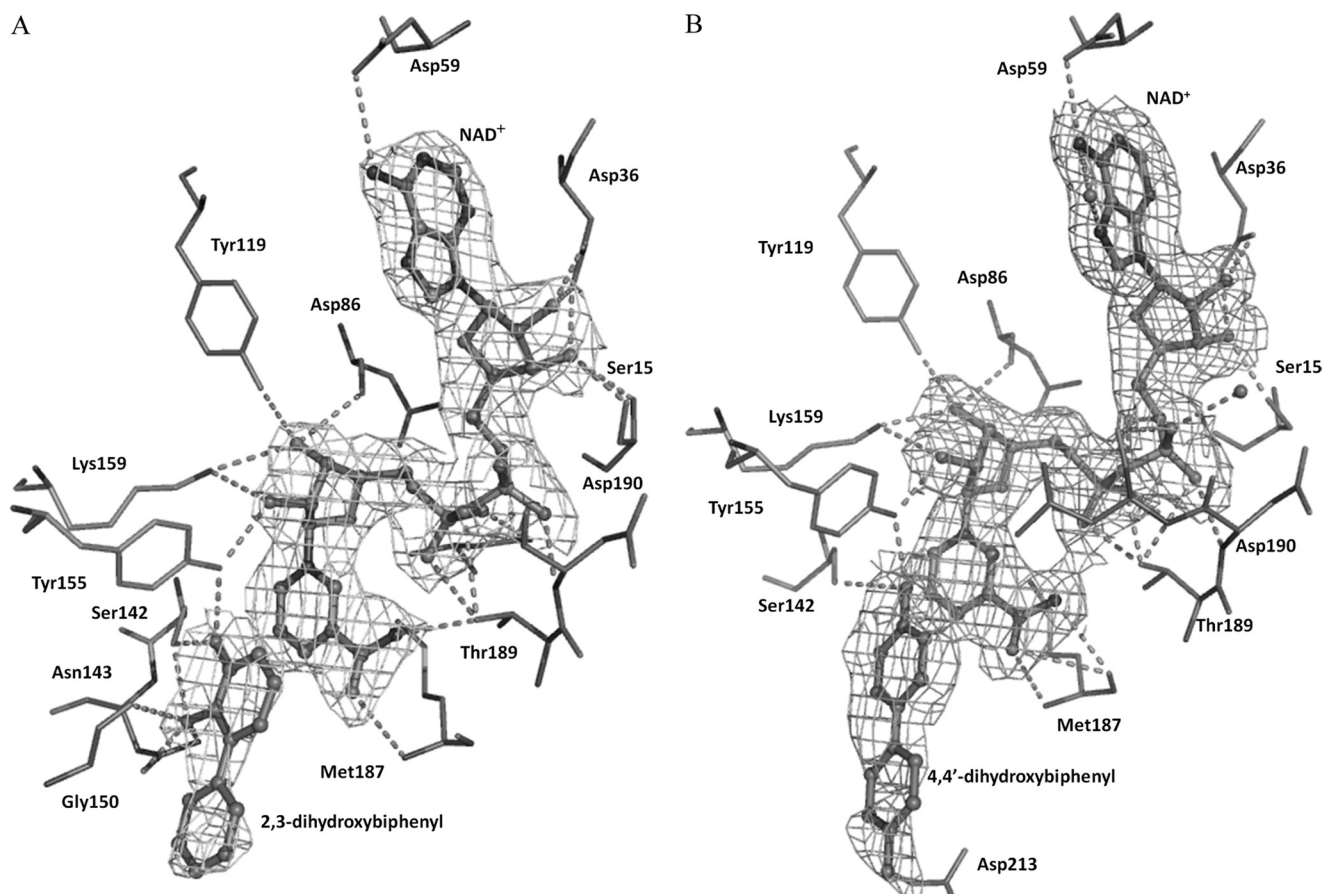 A
Asp59
NAD+
Asp36
Tyr119
Asp86
Ser15
Lys159
Asp190
Tyr155
Ser142
Asn143
Thr189
Met187
Gly150
2,3-dihydroxybiphenyl
B
Asp59
NAD+
Asp36
Tyr119
Asp86
Ser15
Lys159
Tyr155
Asp190
Ser142
Thr189
Met187
4,4'-dihydroxybiphenyl
Asp213